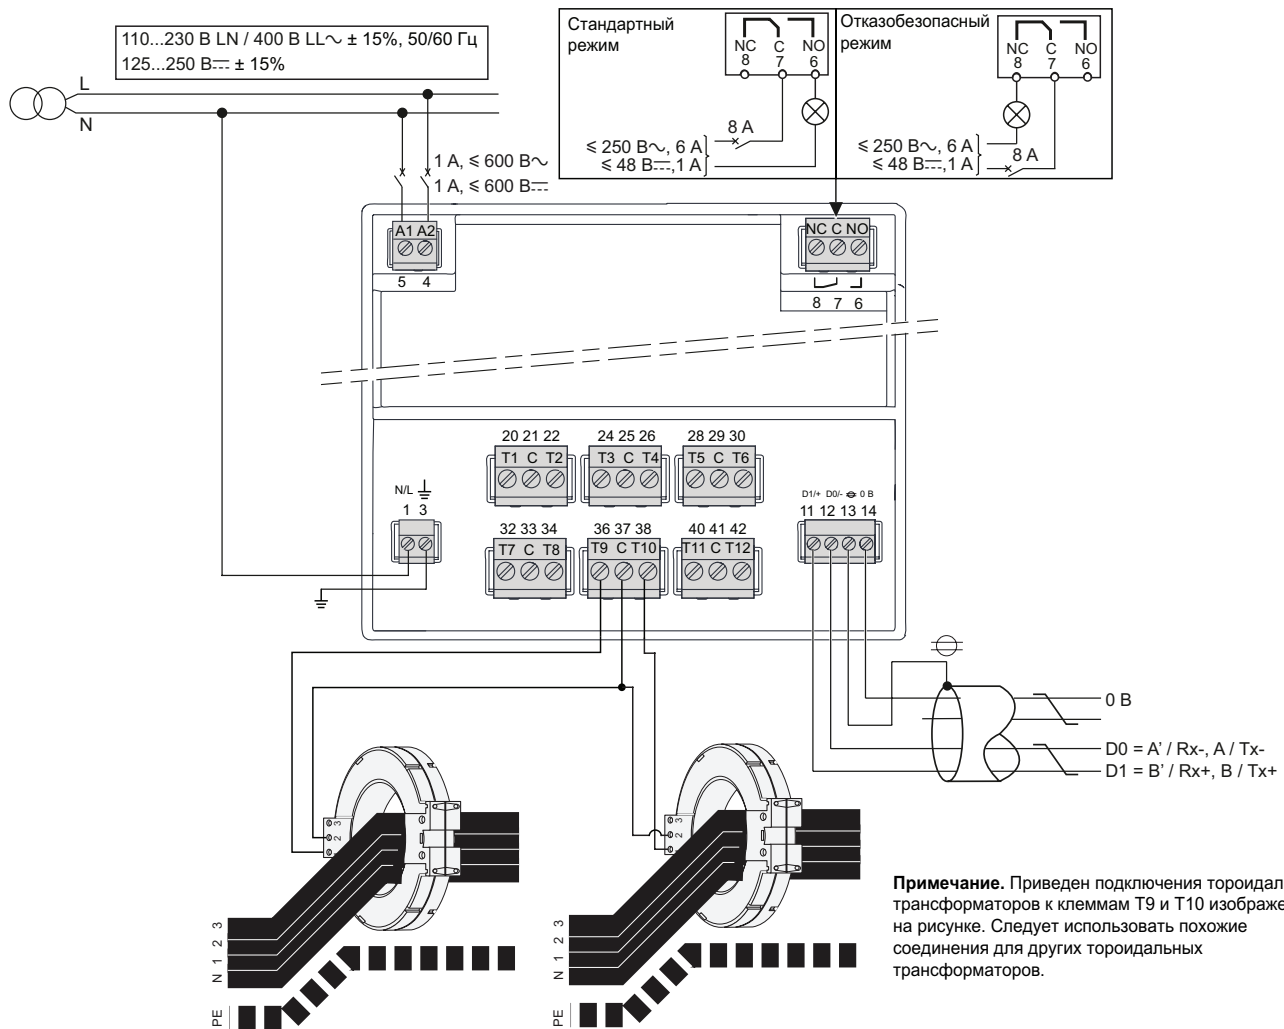 110...230 В LN / 400 В LL∿ ± 15%, 50/60 Гц
125...250 В⎓ ± 15%
L
N
1 A, ⩽ 600 В∿
1 A, ⩽ 600 В⎓
Стандартный
режим
NC C NO
8 7 6
8 A
⩽ 250 В∿, 6 A
⩽ 48 В⎓,1 A
Отказобезопасный
режим
NC C NO
8 7 6
⩽ 250 В∿, 6 A
⩽ 48 В⎓,1 A
8 A
A1 A2
5 4
NC C NO
8 7 6
20 21 22
T1 C T2
24 25 26
T3 C T4
28 29 30
T5 C T6
N/L
1 3
32 33 34
T7 C T8
36 37 38
T9 C T10
40 41 42
T11 C T12
D1/+ D0/- 0 В
11 12 13 14
0 В
D0 = A’ / Rx-, A / Tx-
D1 = B’ / Rx+, B / Tx+
1 2 3
1 2 3
N 1 2 3
PE
N 1 2 3
PE
Примечание. Приведен подключения тороидал
трансформаторов к клеммам T9 и T10 изображе
на рисунке. Следует использовать похожие
соединения для других тороидальных
трансформаторов.